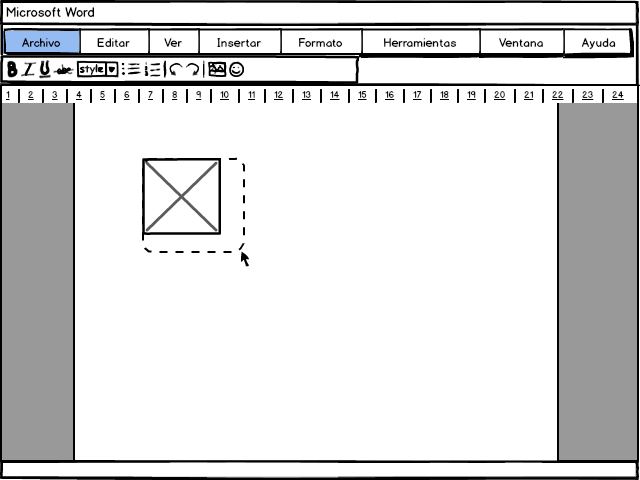 Microsoft Word
Archivo Editar Ver Insertar Formato Herramientas Ventana Ayuda
B I U abc style
1 2 3 4 5 6 7 8 9 10 11 12 13 14 15 16 17 18 19 20 21 22 23 24